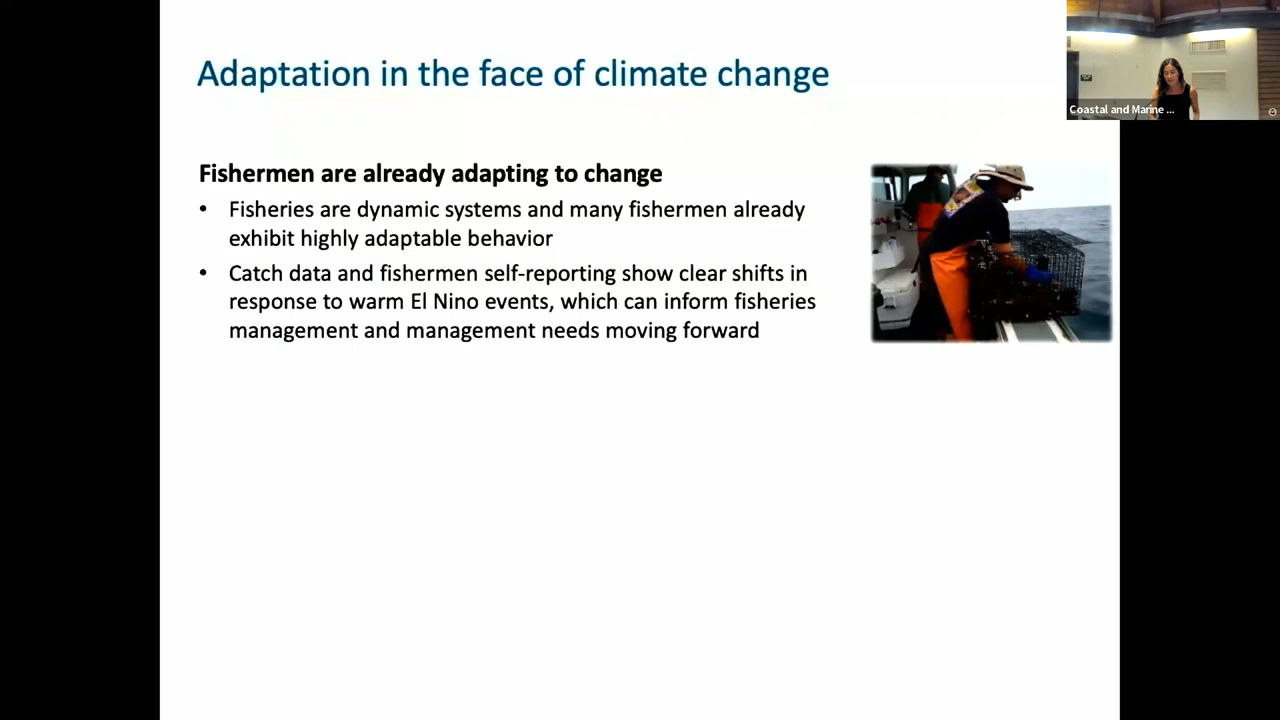 Adaptation in the face of climate change
Coastal and Marine ...
Fishermen are already adapting to change
• Fisheries are dynamic systems and many fishermen already
exhibit highly adaptable behavior
• Catch data and fishermen self-reporting show clear shifts in
response to warm El Nino events, which can inform fisheries
management and management needs moving forward